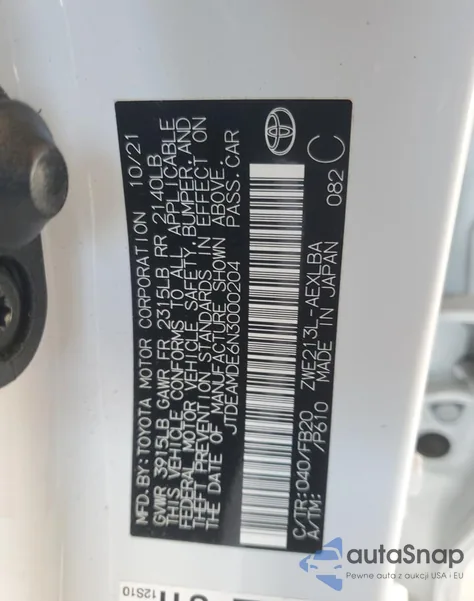 MFD.BY:TOYOTA MOTOR CORPORATION 10/21
GVWR 3915LB GAWR FR 2315LB RR 2140LB
THIS VEHICLE CONFORMS TO ALL APPLICABLE
FEDERAL MOTOR VEHICLE SAFETY,BUMPER,AND
THEFT PREVENTION STANDARDS IN EFFECT ON
THE DATE OF MANUFACTURE SHOWN ABOVE.
JTDEAMDE6N3000204 PASS.CAR
C/TR:040/FB20 ZWE213L-AEXLBA
A/TM: /P610 MADE IN JAPAN 082 C
12S10
autoSnap
Pewne auta z aukcji USA i EU